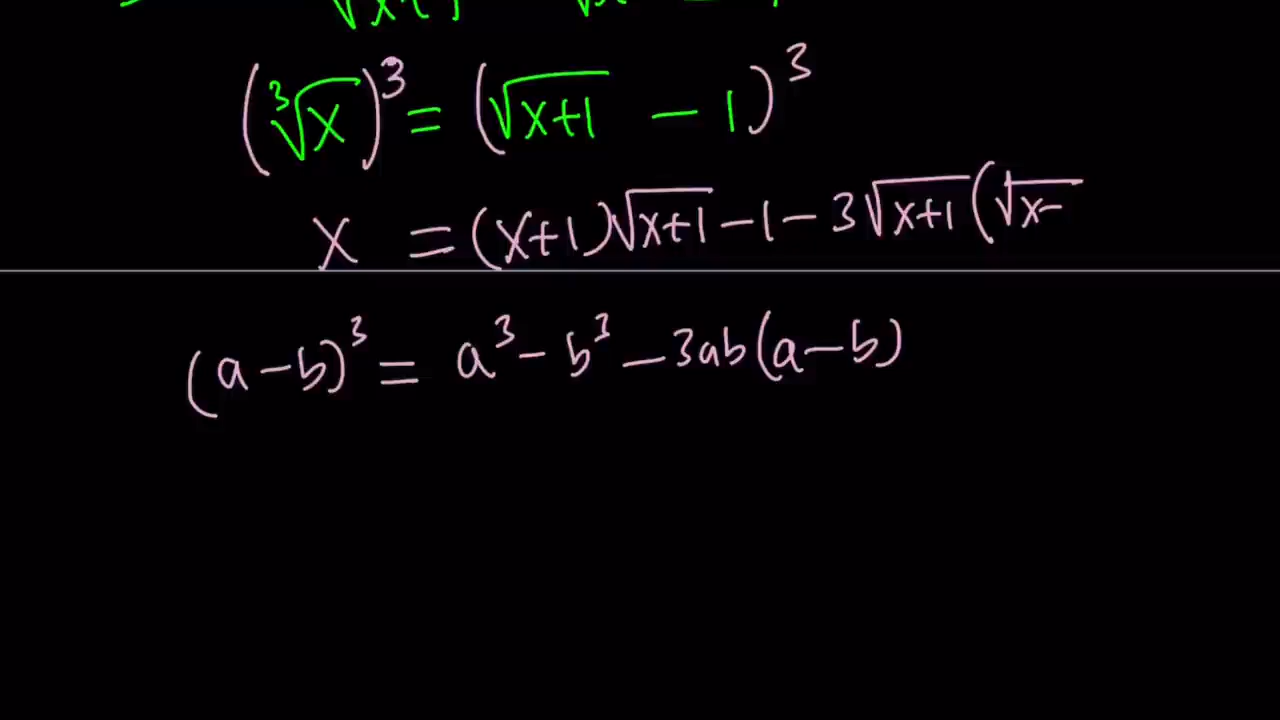 (∛x)³ = (√(x+1) - 1)³
x = (x+1)√(x+1) - 1 - 3√(x+1) (√x-
(a-b)³ = a³ - b³ - 3ab(a-b)